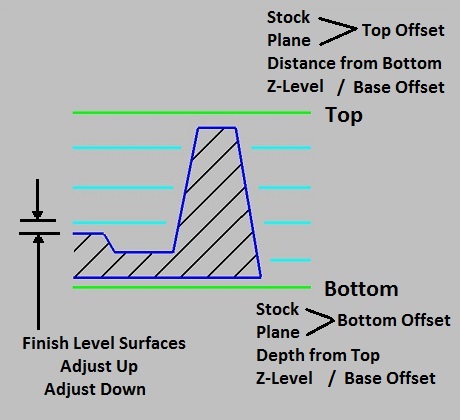 Stock
Plane
Top Offset
Distance from Bottom
Z-Level / Base Offset
Top
Bottom
Stock
Plane
Bottom Offset
Depth from Top
Z-Level / Base Offset
Finish Level Surfaces
Adjust Up
Adjust Down